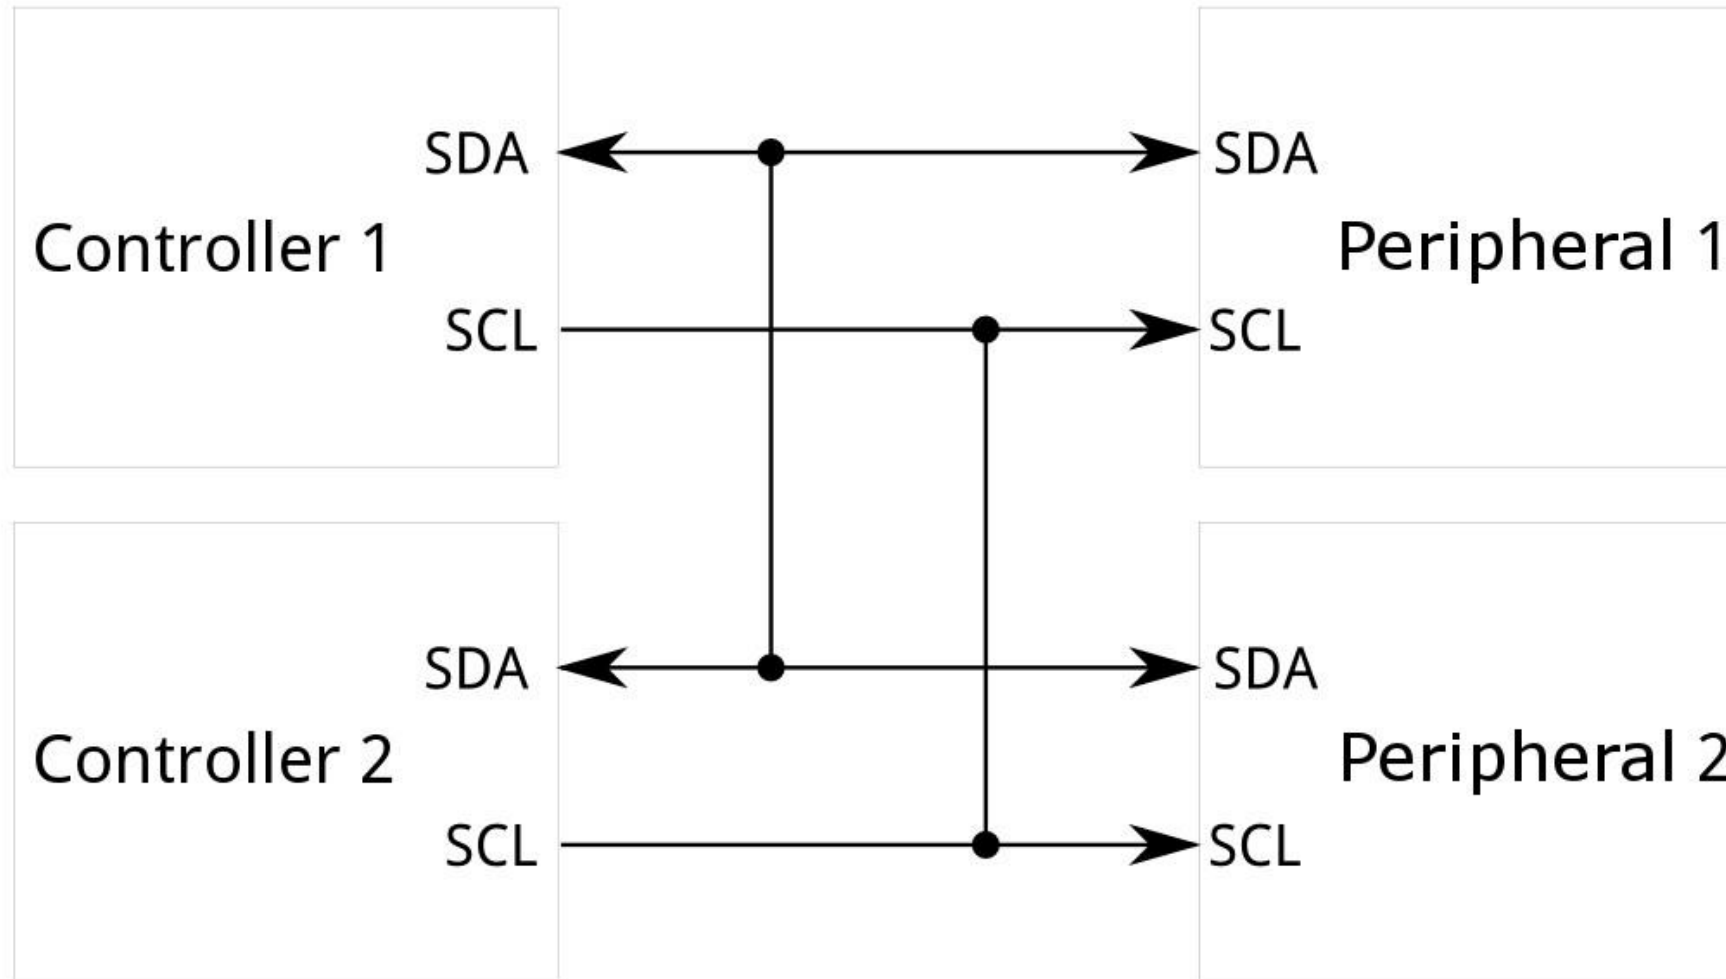 SDA
SDA
Controller 1
Peripheral 1
SCL
SCL
SDA
SDA
Controller 2
Peripheral 2
SCL
SCL